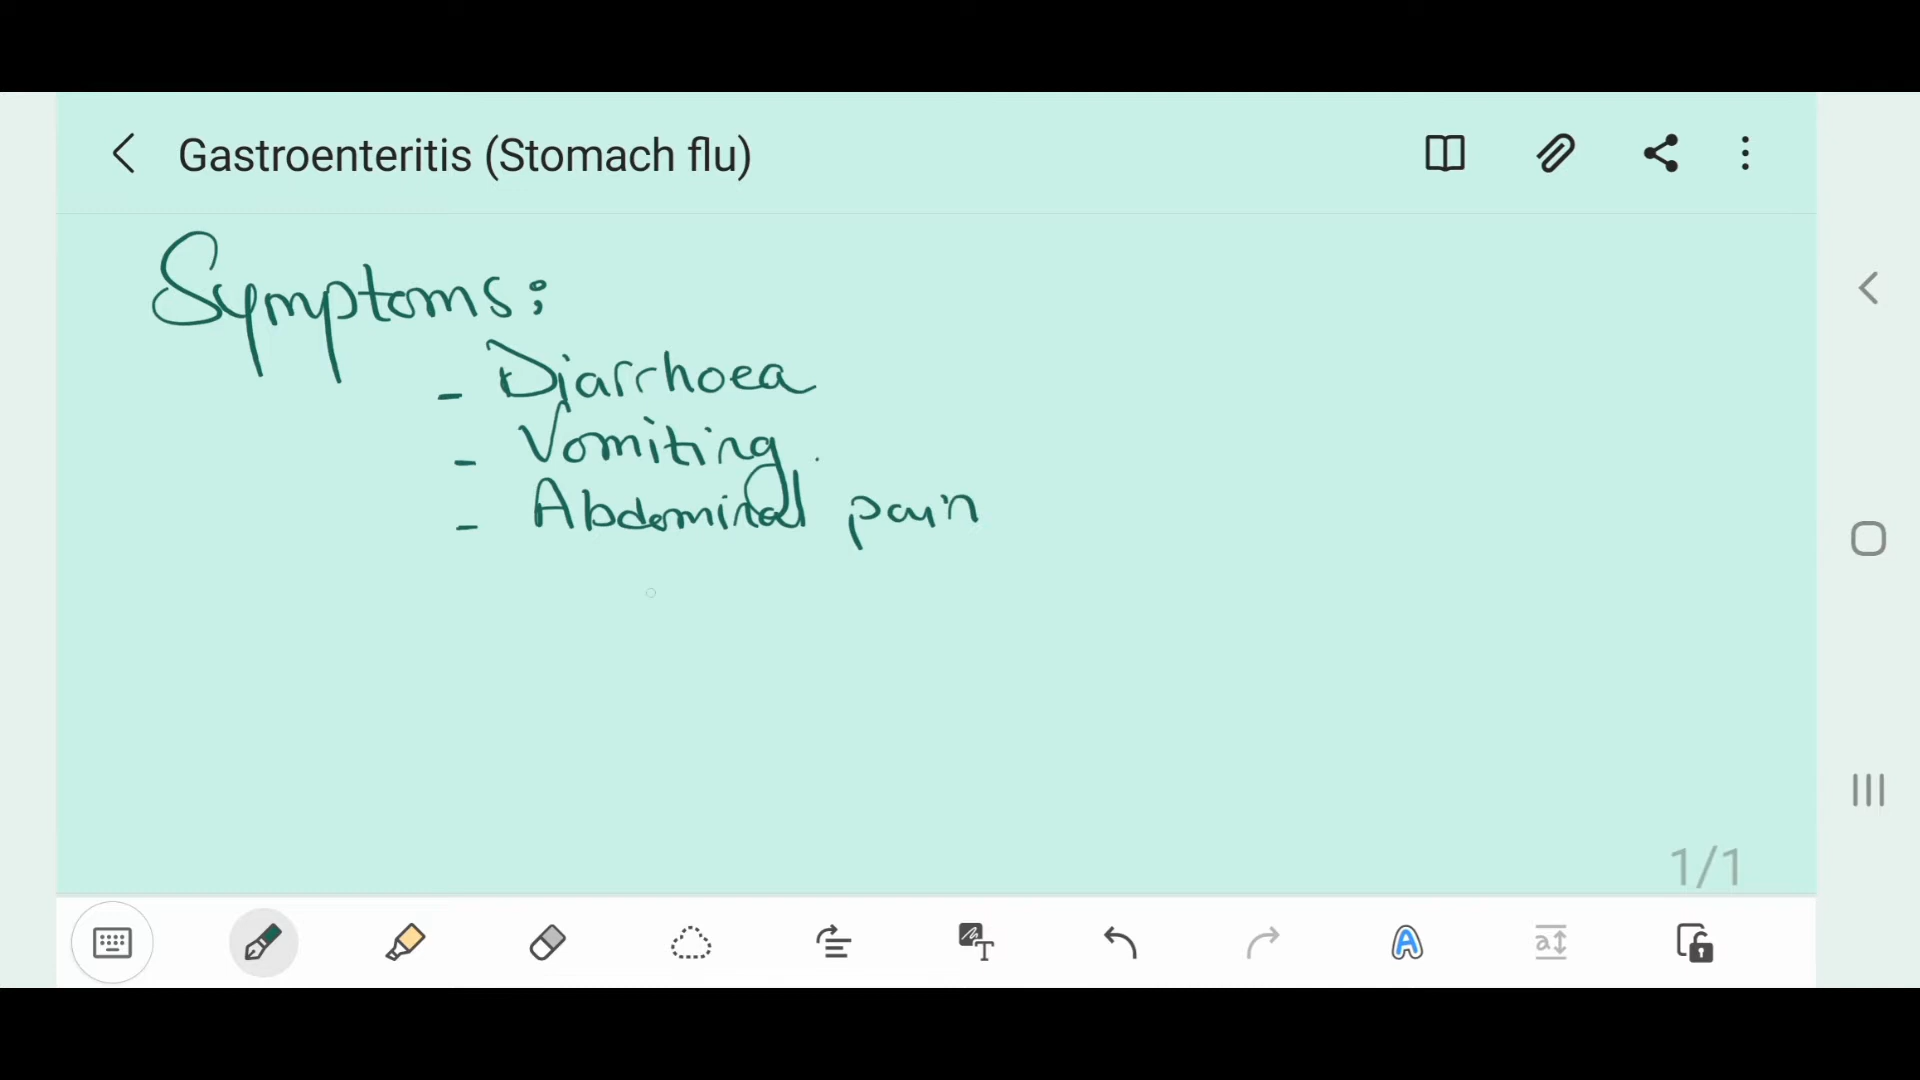 Gastroenteritis (Stomach flu)
Symptoms:
- Diarrhoea
- Vomiting.
- Abdominal pain
1/1